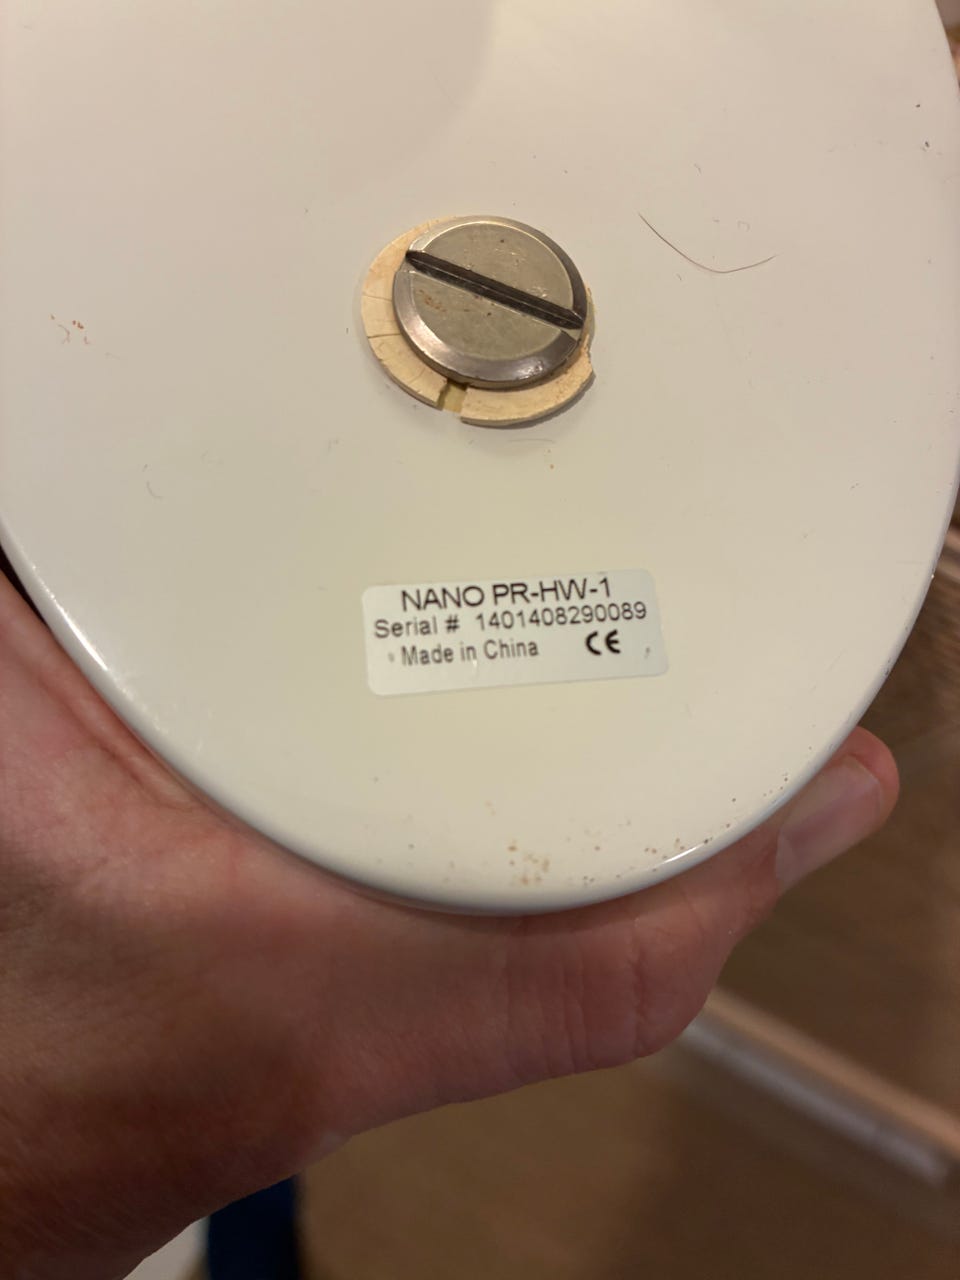 NANO PR-HW-1
Serial # 1401408290089
Made in China CE